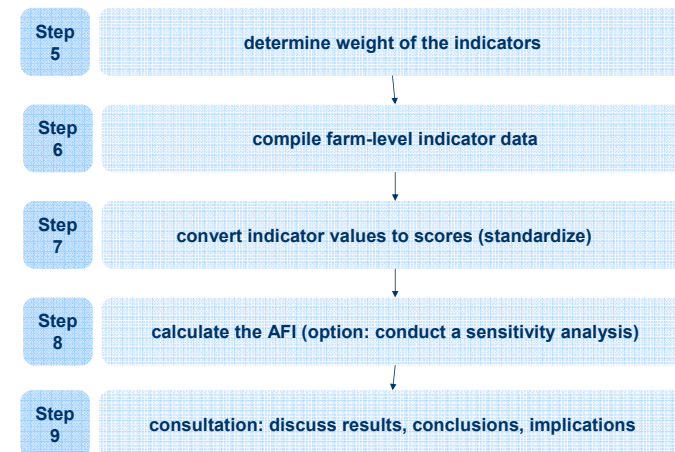 Step
5
determine weight of the indicators
Step
6
compile farm-level indicator data
Step
7
convert indicator values to scores (standardize)
Step
8
calculate the AFI (option: conduct a sensitivity analysis)
Step
9
consultation: discuss results, conclusions, implications